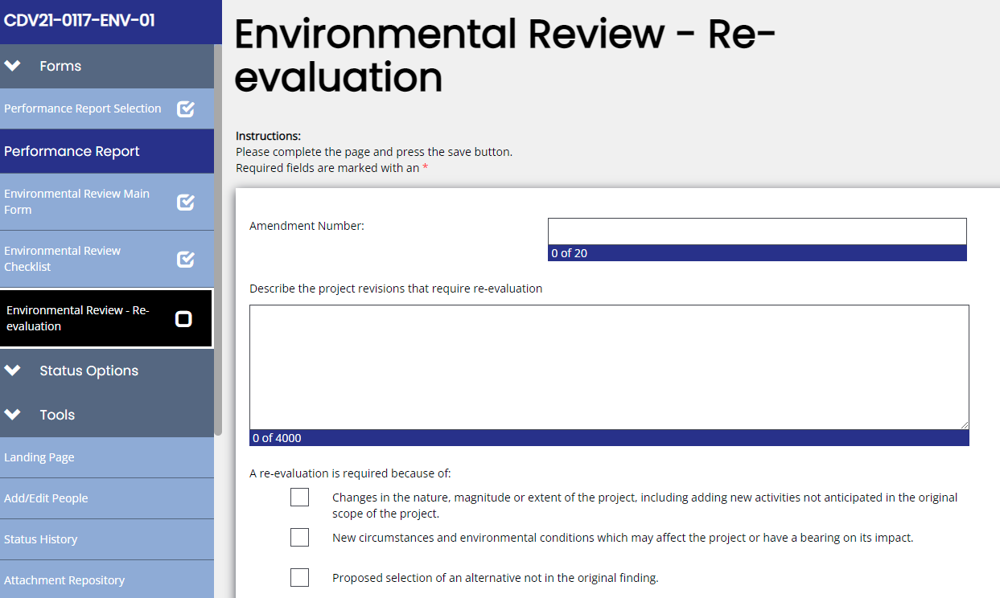 CDV21-0117-ENV-01
Forms
Performance Report Selection
Performance Report
Environmental Review Main
Form
Environmental Review
Checklist
Environmental Review - Re-
evaluation
Status Options
Tools
Landing Page
Add/Edit People
Status History
Attachment Repository
Environmental Review - Re-
evaluation
Instructions:
Please complete the page and press the save button.
Required fields are marked with an *
Amendment Number:
0 of 20
Describe the project revisions that require re-evaluation
0 of 4000
A re-evaluation is required because of:
Changes in the nature, magnitude or extent of the project, including adding new activities not anticipated in the original
scope of the project.
New circumstances and environmental conditions which may affect the project or have a bearing on its impact.
Proposed selection of an alternative not in the original finding.